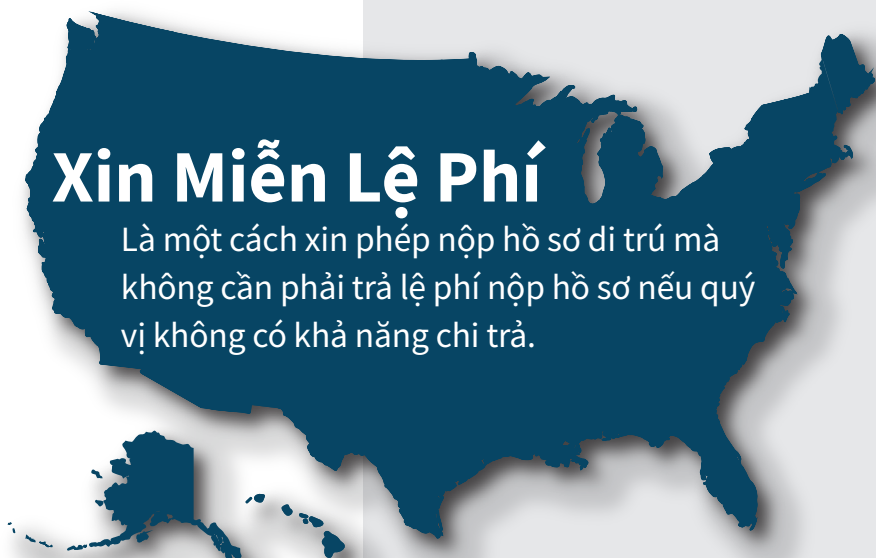 Xin Miễn Lệ Phí
Là một cách xin phép nộp hồ sơ di trú mà
không cần phải trả lệ phí nộp hồ sơ nếu quý
vị không có khả năng chi trả.